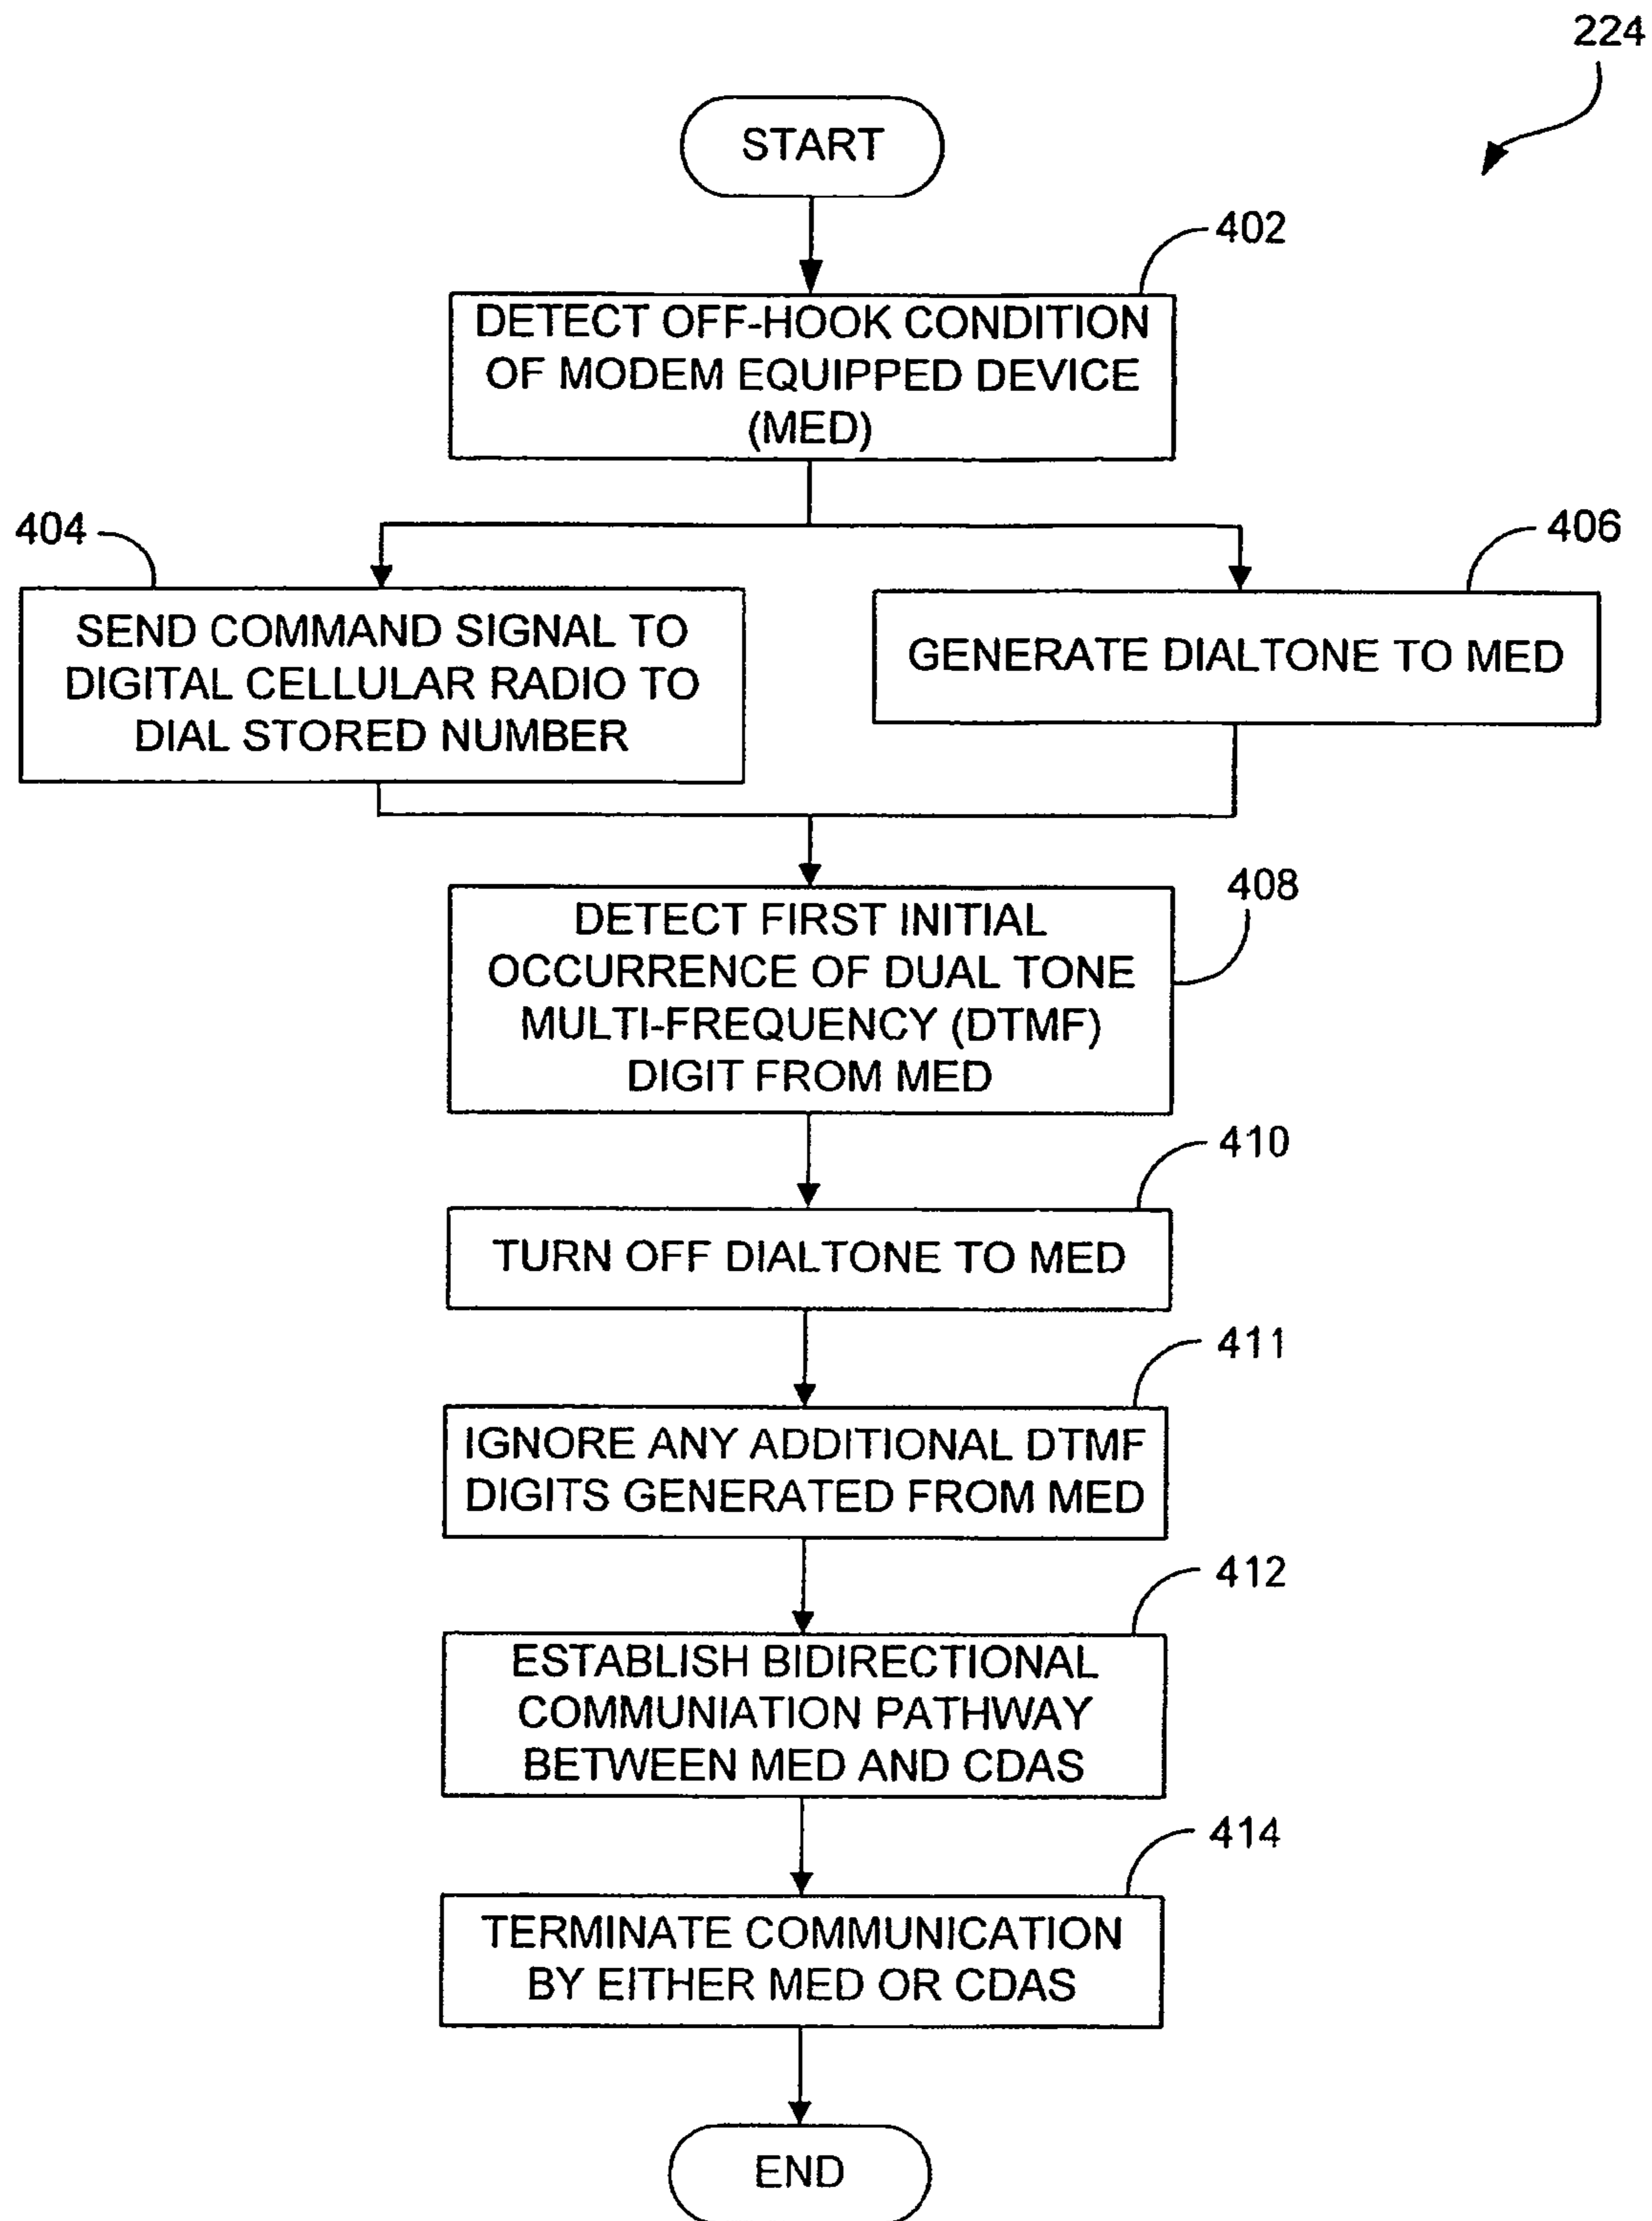 224
START
402
DETECT OFF-HOOK CONDITION
OF MODEM EQUIPPED DEVICE
(MED)
404
406
SEND COMMAND SIGNAL TO
DIGITAL CELLULAR RADIO TO
DIAL STORED NUMBER
GENERATE DIALTONE TO MED
408
DETECT FIRST INITIAL
OCCURRENCE OF DUAL TONE
MULTI-FREQUENCY (DTMF)
DIGIT FROM MED
410
TURN OFF DIALTONE TO MED
411
IGNORE ANY ADDITIONAL DTMF
DIGITS GENERATED FROM MED
412
ESTABLISH BIDIRECTIONAL
COMMUNIATION PATHWAY
BETWEEN MED AND CDAS
414
TERMINATE COMMUNICATION
BY EITHER MED OR CDAS
END